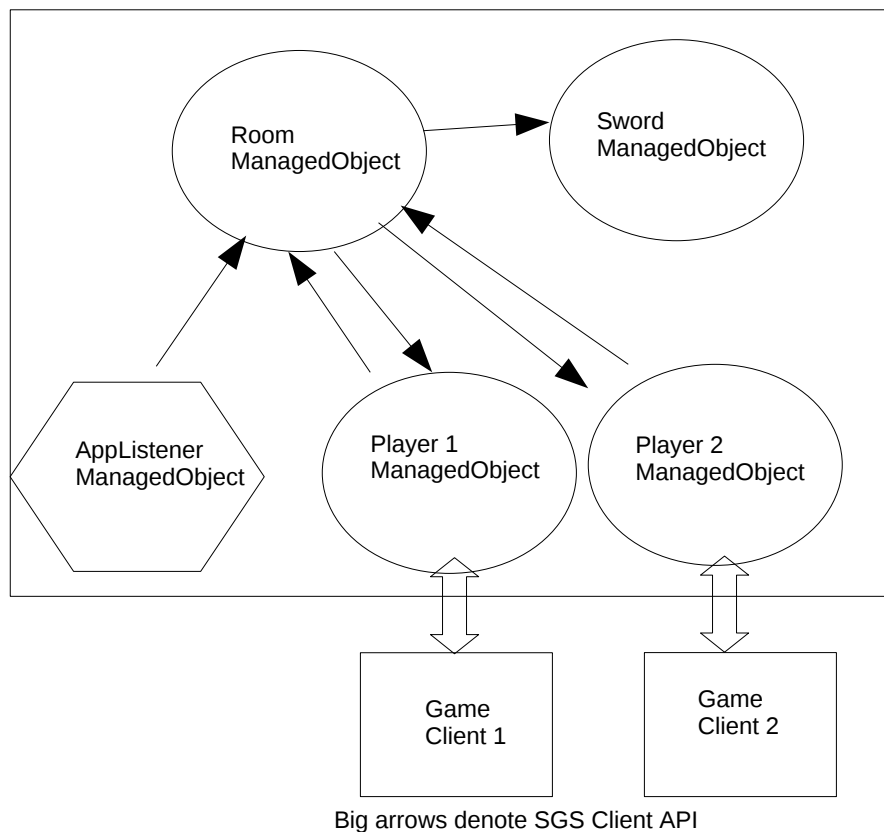 Room
ManagedObject
Sword
ManagedObject
AppListener
ManagedObject
Player 1
ManagedObject
Player 2
ManagedObject
Game
Client 1
Game
Client 2
Big arrows denote SGS Client API